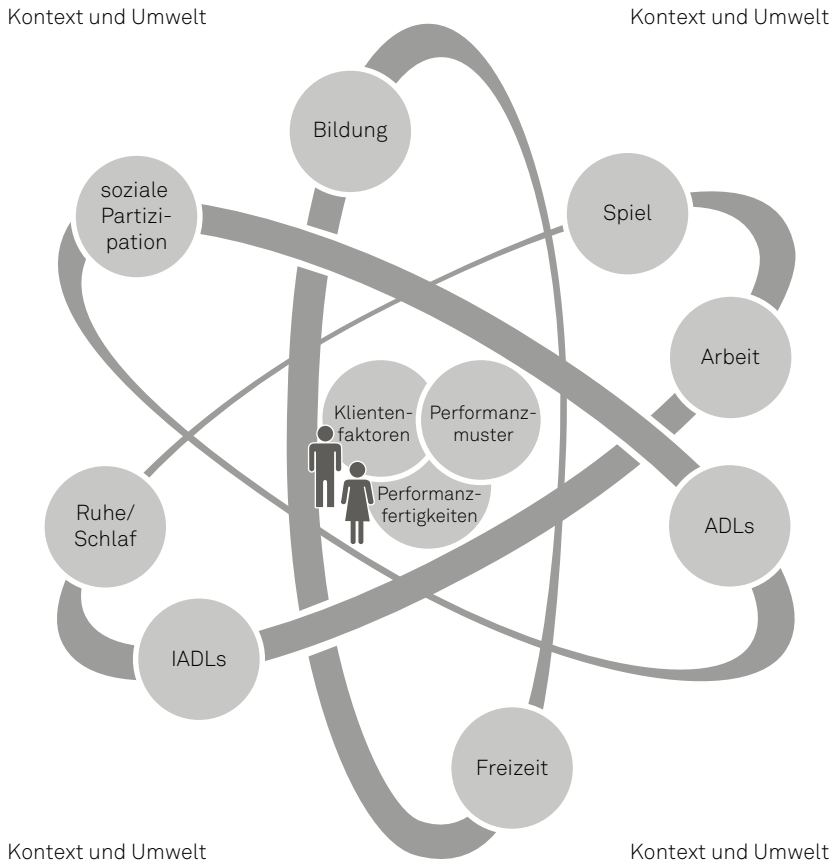 Kontext und Umwelt
Kontext und Umwelt
Bildung
soziale
Partizi-
pation
Spiel
Arbeit
Klienten-
faktoren
Performanz-
muster
Performanz-
fertigkeiten
Ruhe/
Schlaf
ADLs
IADLs
Freizeit
Kontext und Umwelt
Kontext und Umwelt